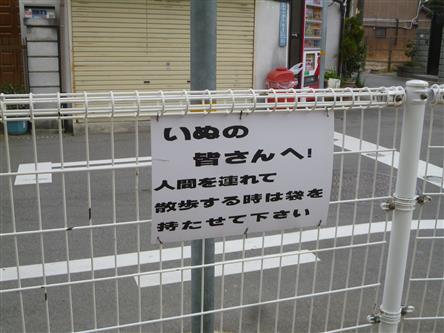 いぬの
皆さんへ!
人間を連れて
散歩する時は袋を
持たせて下さい